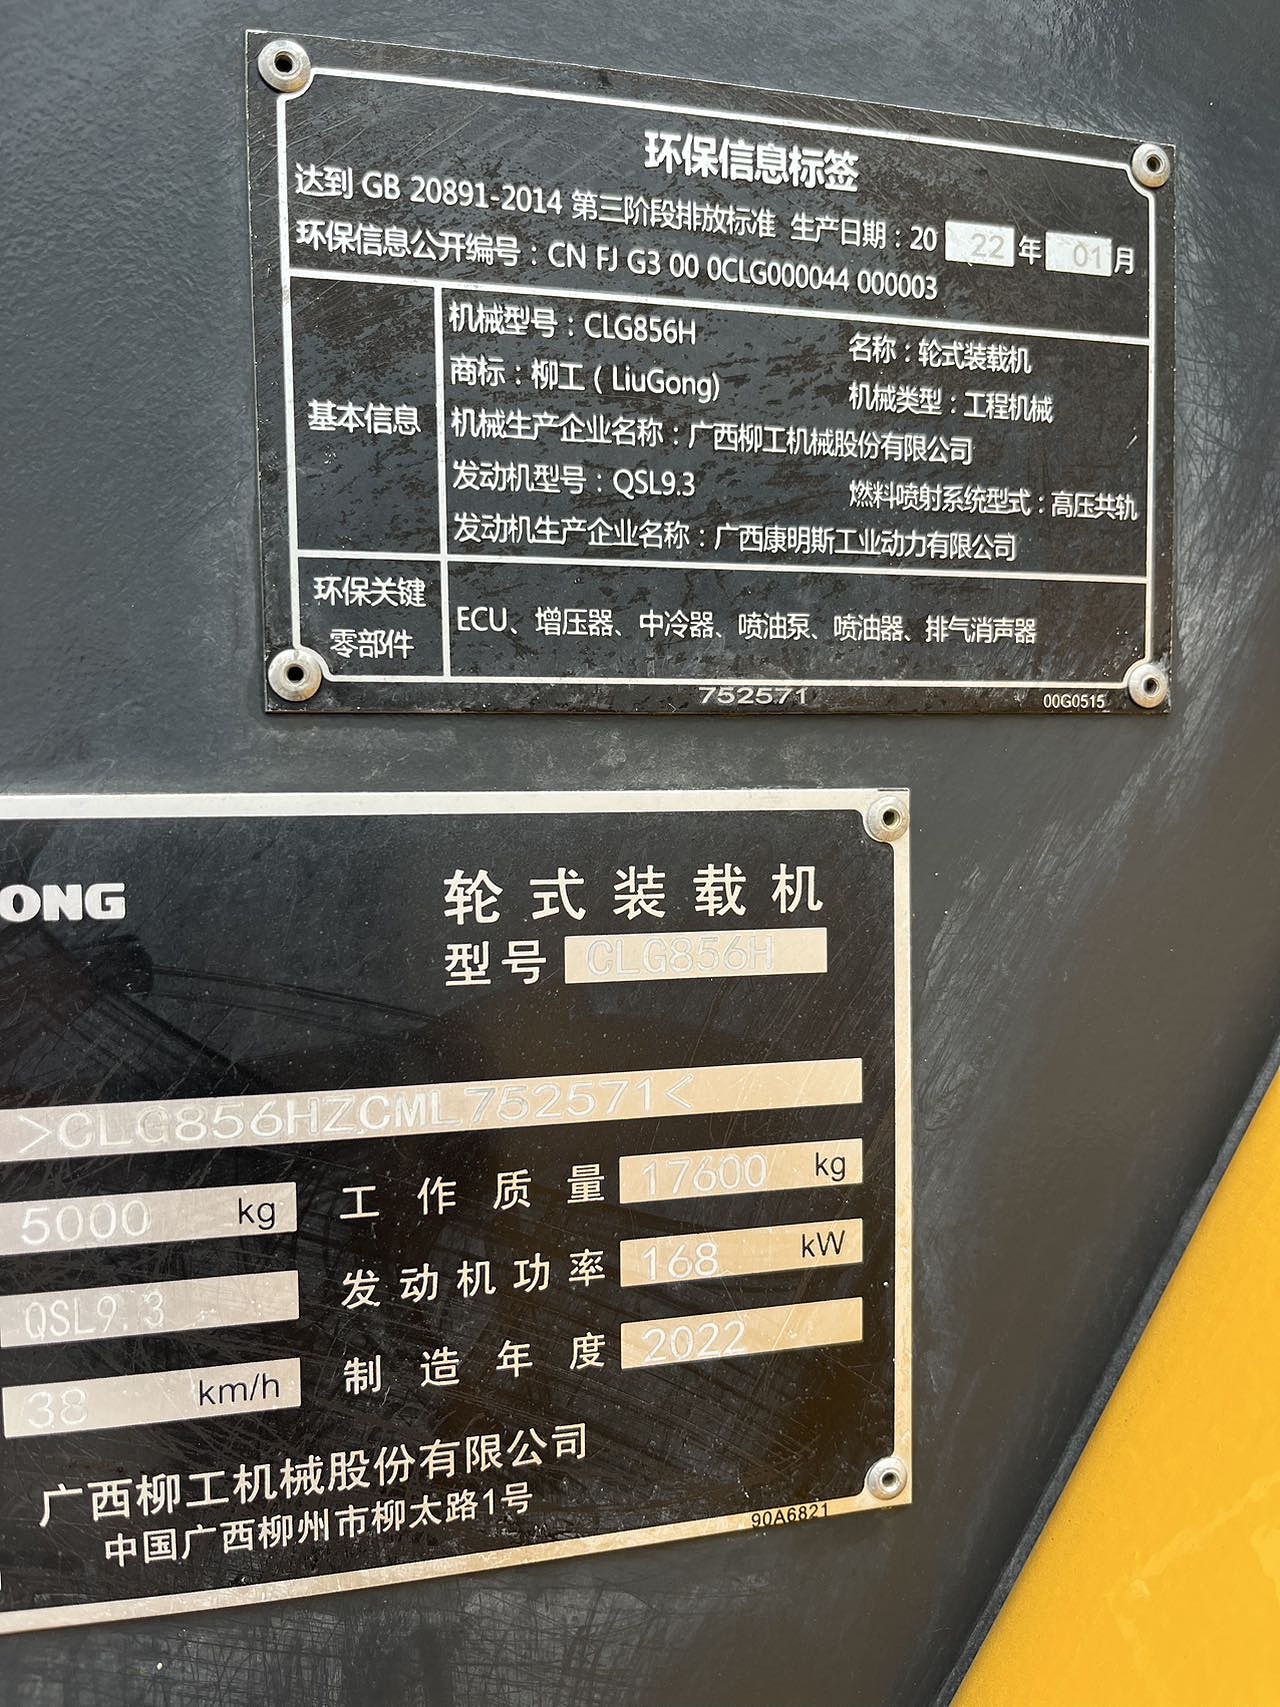 环保信息标签
达到 GB 20891-2014 第三阶段排放标准 生产日期：20 22 年 01 月
环保信息公开编号：CN FJ G3 00 0CLG000044 000003
基本信息
机械型号：CLG856H 名称：轮式装载机
商标：柳工 ( LiuGong) 机械类型：工程机械
机械生产企业名称：广西柳工机械股份有限公司
发动机型号：QSL9.3 燃料喷射系统型式：高压共轨
发动机生产企业名称：广西康明斯工业动力有限公司
环保关键
零部件
ECU、增压器、中冷器、喷油泵、喷油器、排气消声器
752571 00G0515
ONG 轮式装载机
型号 CLG856H
>CLG856HZCML752571<
5000 kg 工作质量 17600 kg
QSL9.3 发动机功率 168 kW
38 km/h 制造年度 2022
广西柳工机械股份有限公司
中国广西柳州市柳太路1号
90A6821